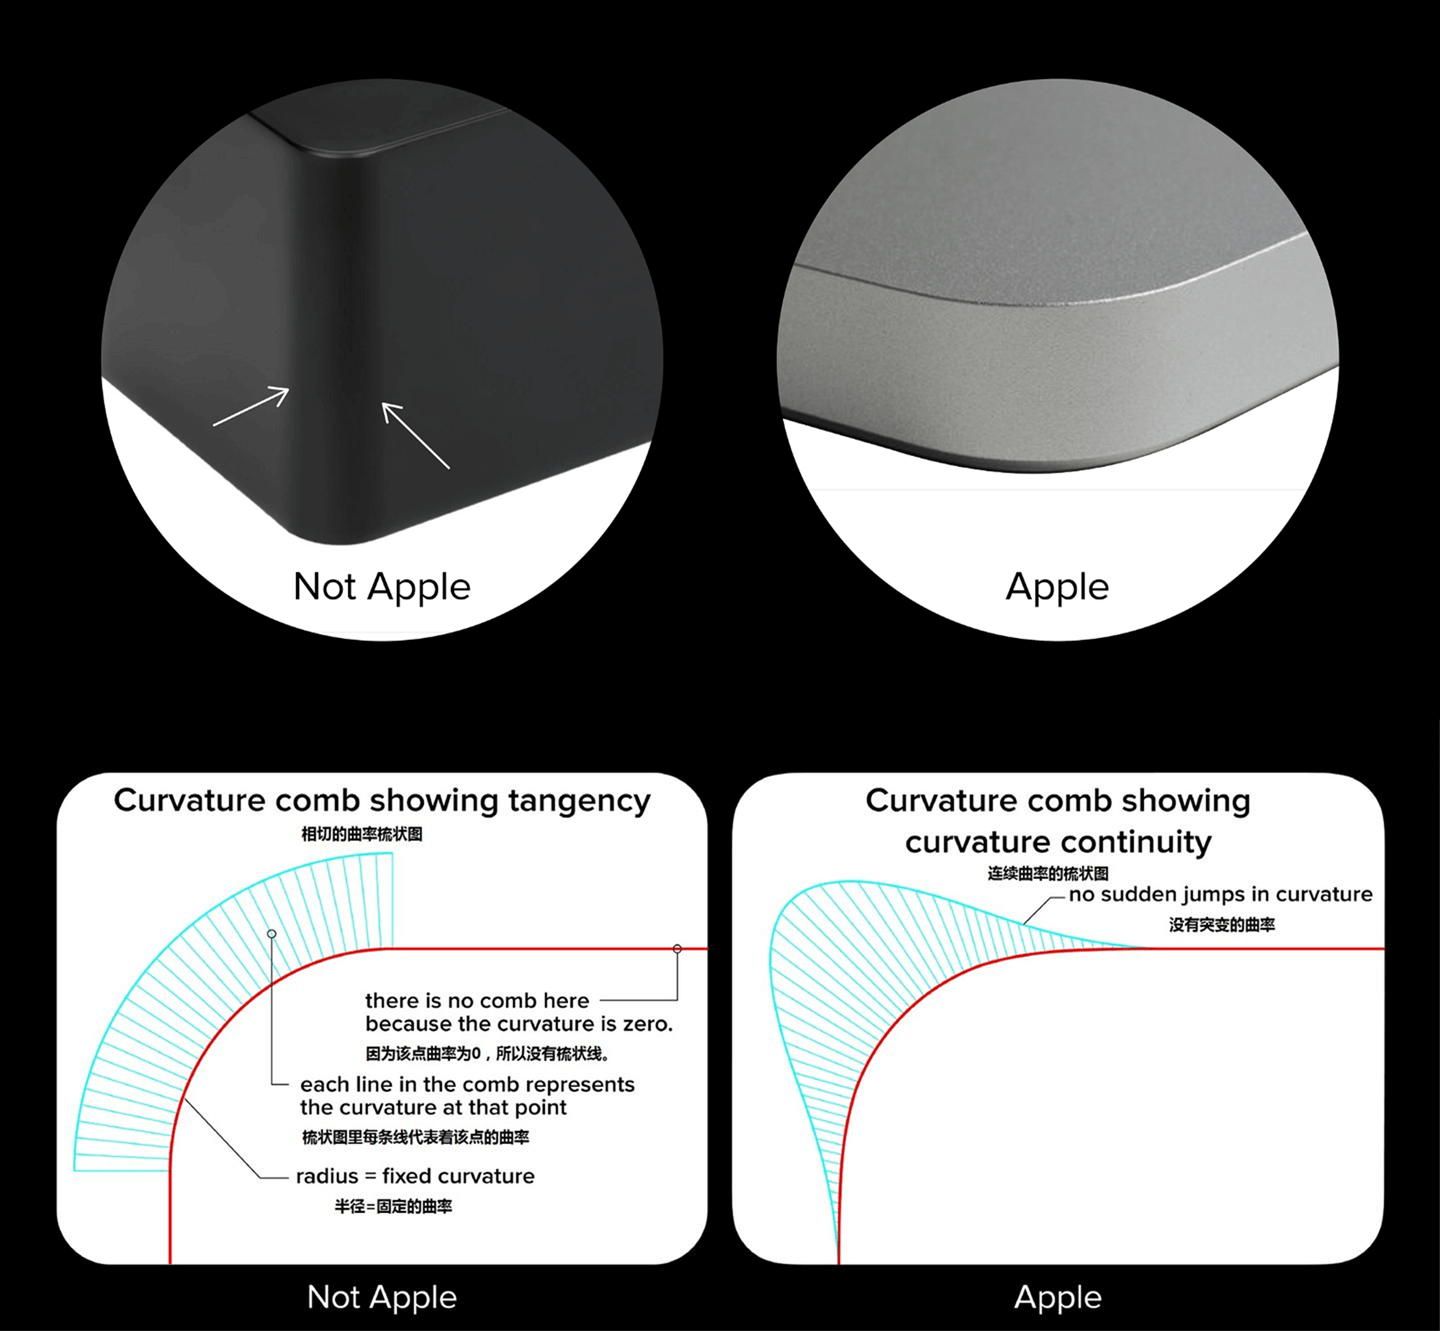 Not Apple
Apple
Curvature comb showing tangency
相切的曲率梳状图
there is no comb here
because the curvature is zero.
因为该点曲率为0，所以没有梳状线。
each line in the comb represents
the curvature at that point
梳状图里每条线代表着该点的曲率
radius = fixed curvature
半径=固定的曲率
Not Apple
Curvature comb showing
curvature continuity
连续曲率的梳状图
no sudden jumps in curvature
没有突变的曲率
Apple